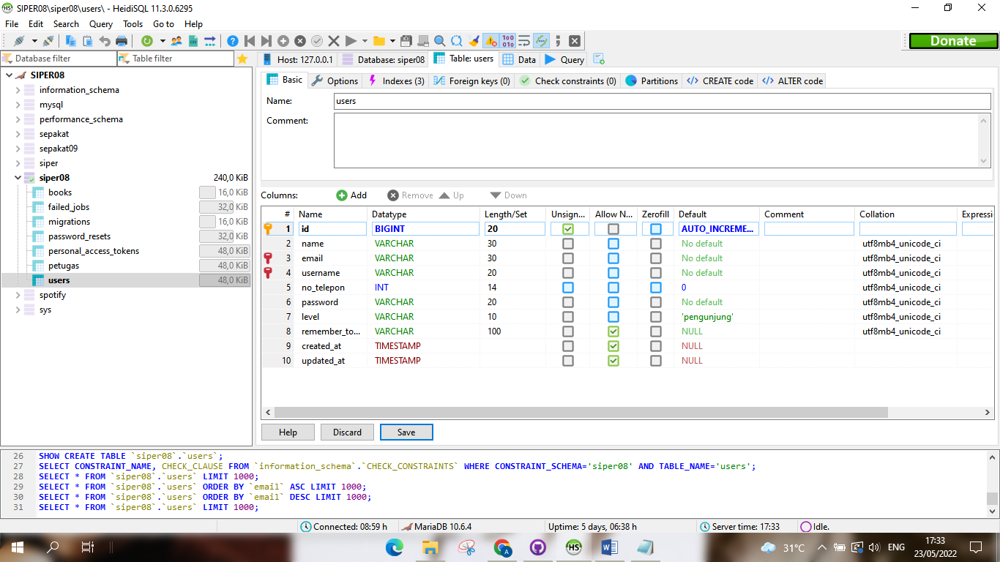 SIPER08\siper08\users\ - HeidiSQL 11.3.0.6295
File Edit Search Query Tools Go to Help
Donate
Database filter Table filter
Host: 127.0.0.1 Database: siper08 Table: users Data Query
SIPER08
information_schema
mysql
performance_schema
sepakat
sepakat09
siper
siper08 240,0 KiB
books 16,0 KiB
failed_jobs 32,0 KiB
migrations 16,0 KiB
password_resets 32,0 KiB
personal_access_tokens 48,0 KiB
petugas 48,0 KiB
users 48,0 KiB
spotify
sys
Basic Options Indexes (3) Foreign keys (0) Check constraints (0) Partitions CREATE code ALTER code
Name: users
Comment:
Columns: Add Remove Up Down
# Name Datatype Length/Set Unsign... Allow N... Zerofill Default Comment Collation Expressi
1 id BIGINT 20 AUTO_INCREME...
2 name VARCHAR 30 No default utf8mb4_unicode_ci
3 email VARCHAR 30 No default utf8mb4_unicode_ci
4 username VARCHAR 20 No default utf8mb4_unicode_ci
5 no_telepon INT 14 0 utf8mb4_unicode_ci
6 password VARCHAR 20 No default utf8mb4_unicode_ci
7 level VARCHAR 10 'pengunjung' utf8mb4_unicode_ci
8 remember_to... VARCHAR 100 NULL utf8mb4_unicode_ci
9 created_at TIMESTAMP NULL
10 updated_at TIMESTAMP NULL
Help Discard Save
26 SHOW CREATE TABLE `siper08`.`users`;
27 SELECT CONSTRAINT_NAME, CHECK_CLAUSE FROM `information_schema`.`CHECK_CONSTRAINTS` WHERE CONSTRAINT_SCHEMA='siper08' AND TABLE_NAME='users';
28 SELECT * FROM `siper08`.`users` LIMIT 1000;
29 SELECT * FROM `siper08`.`users` ORDER BY `email` ASC LIMIT 1000;
30 SELECT * FROM `siper08`.`users` ORDER BY `email` DESC LIMIT 1000;
31 SELECT * FROM `siper08`.`users` LIMIT 1000;
Connected: 08:59 h MariaDB 10.6.4 Uptime: 5 days, 06:38 h Server time: 17:33 Idle.
31°C ENG 17:33
23/05/2022